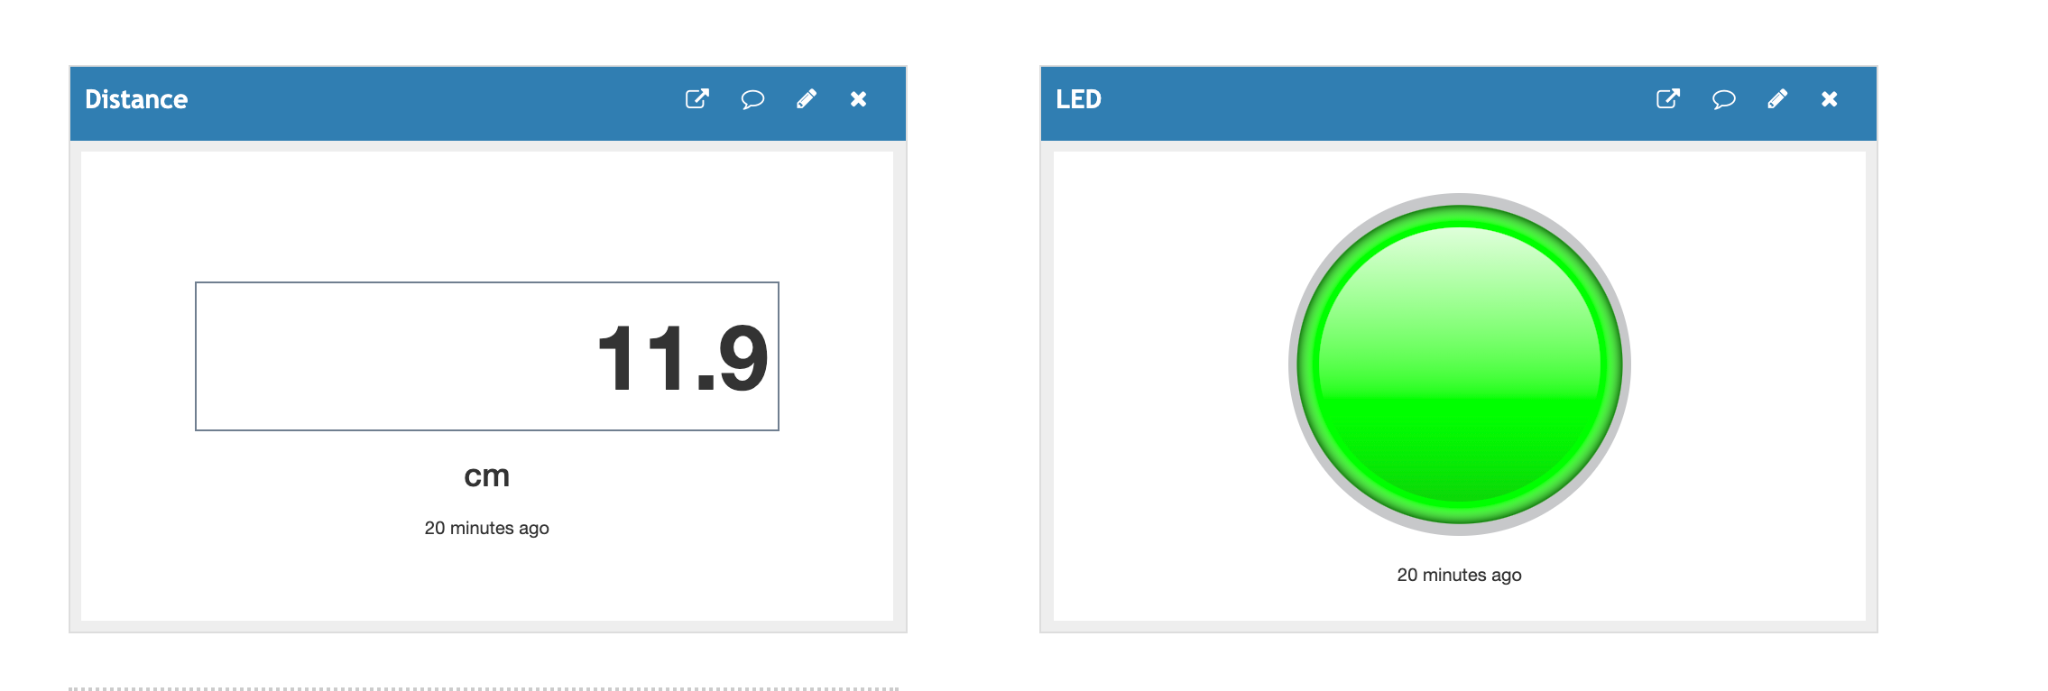 Distance
11.9
cm
20 minutes ago
LED
20 minutes ago